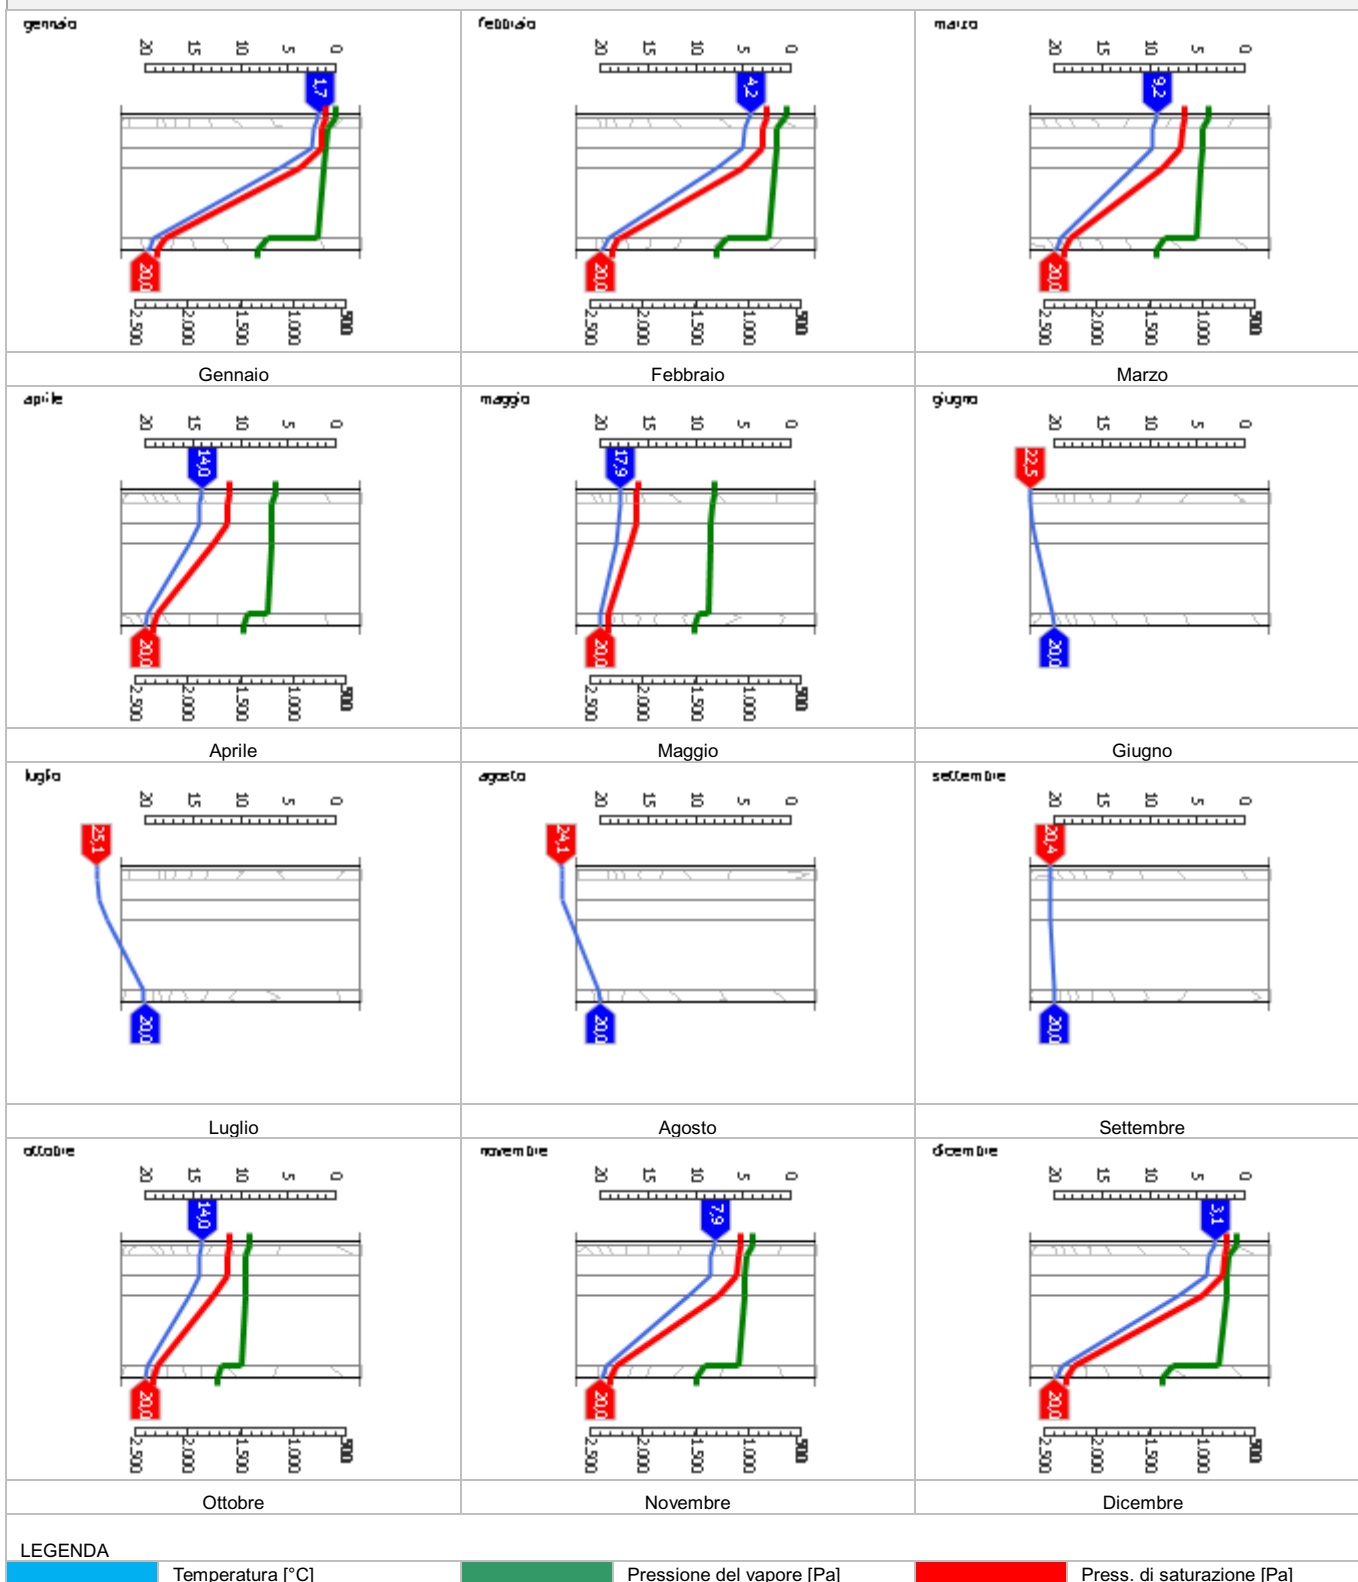 gennaio febbraio marzo
20 15 10 5 0 20 15 10 5 0 20 15 10 5 0
1,7 4,2 9,2
20,0 20,0 20,0
2.500 2.000 1.500 1.000 500 2.500 2.000 1.500 1.000 500 2.500 2.000 1.500 1.000 500
Gennaio Febbraio Marzo
aprile maggio giugno
20 15 10 5 0 20 15 10 5 0 20 15 10 5 0
14,0 17,9 22,5
20,0 20,0 20,0
2.500 2.000 1.500 1.000 500 2.500 2.000 1.500 1.000 500
Aprile Maggio Giugno
luglio agosto settembre
20 15 10 5 0 20 15 10 5 0 20 15 10 5 0
25,1 24,1 20,4
20,0 20,0 20,0
Luglio Agosto Settembre
ottobre novembre dicembre
20 15 10 5 0 20 15 10 5 0 20 15 10 5 0
14,0 7,9 3,1
20,0 20,0 20,0
2.500 2.000 1.500 1.000 500 2.500 2.000 1.500 1.000 500 2.500 2.000 1.500 1.000 500
Ottobre Novembre Dicembre
LEGENDA
Temperatura [°C] Pressione del vapore [Pa] Press. di saturazione [Pa]